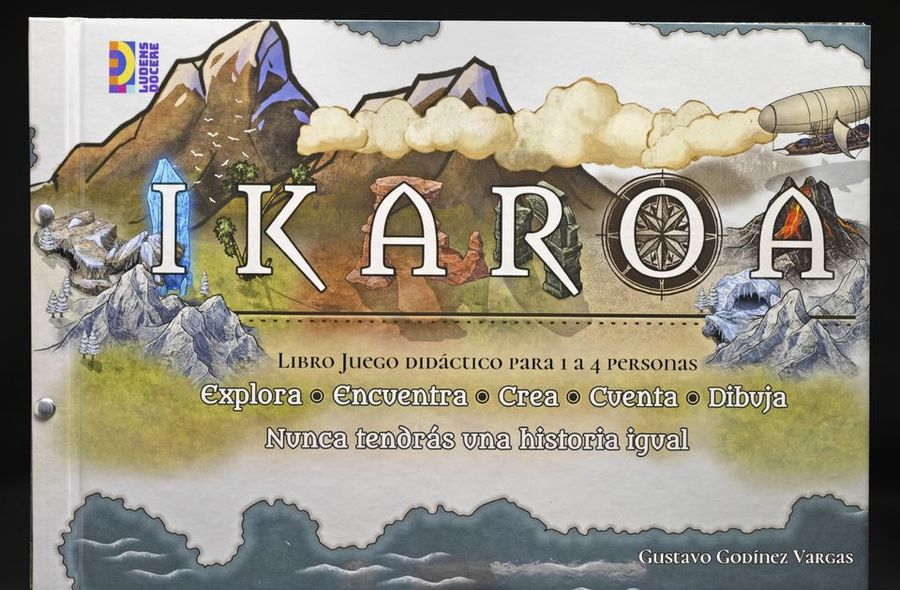 LUDENS
DOCERE
IKAROA
Libro Juego didáctico para 1 a 4 personas
Explora • Encuentra • Crea • Cuenta • Dibuja
Nunca tendrás una historia igual
Gustavo Godínez Vargas